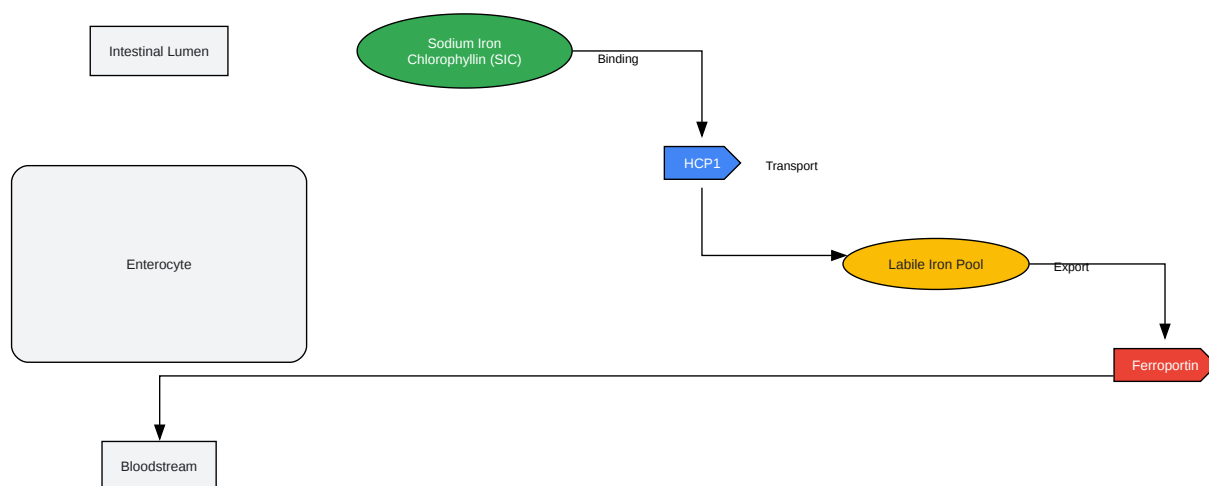 Intestinal Lumen
Sodium Iron
Chlorophyllin (SIC)
Binding
HCP1
Transport
Enterocyte
Labile Iron Pool
Export
Ferroportin
Bloodstream